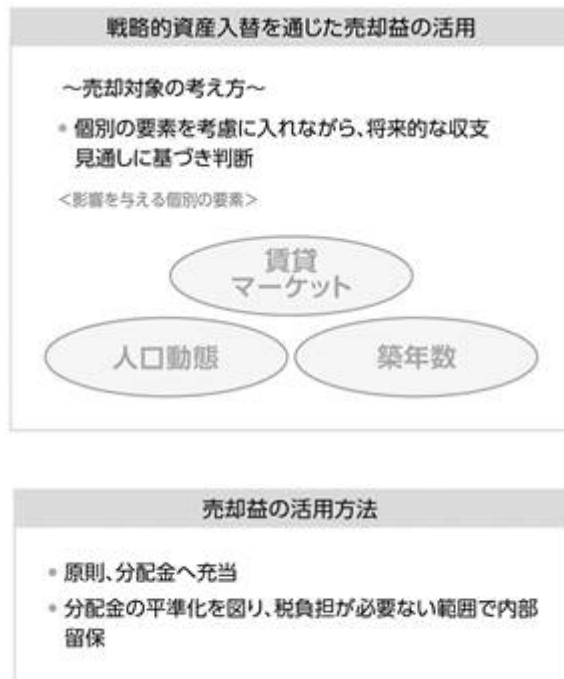 戦略的資産入替を通じた売却益の活用
～売却対象の考え方～
• 個別の要素を考慮に入れながら、将来的な収支
見通しに基づき判断
＜影響を与える個別の要素＞
賃貸
マーケット
人口動態
築年数
売却益の活用方法
• 原則、分配金へ充当
• 分配金の平準化を図り、税負担が必要ない範囲で内部
留保